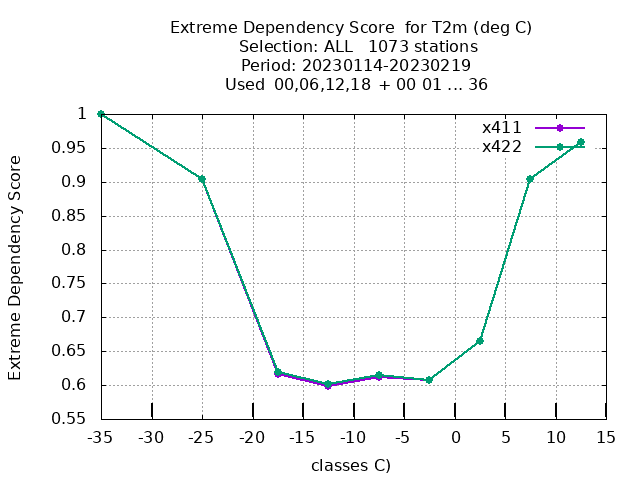 Extreme Dependency Score  for T2m (deg C)
Selection: ALL   1073 stations
Period: 20230114-20230219
Used  00,06,12,18  + 00 01 ... 36
x411
x422
Extreme Dependency Score
1
0.95
0.9
0.85
0.8
0.75
0.7
0.65
0.6
0.55
-35 -30 -25 -20 -15 -10 -5 0 5 10 15
classes C)